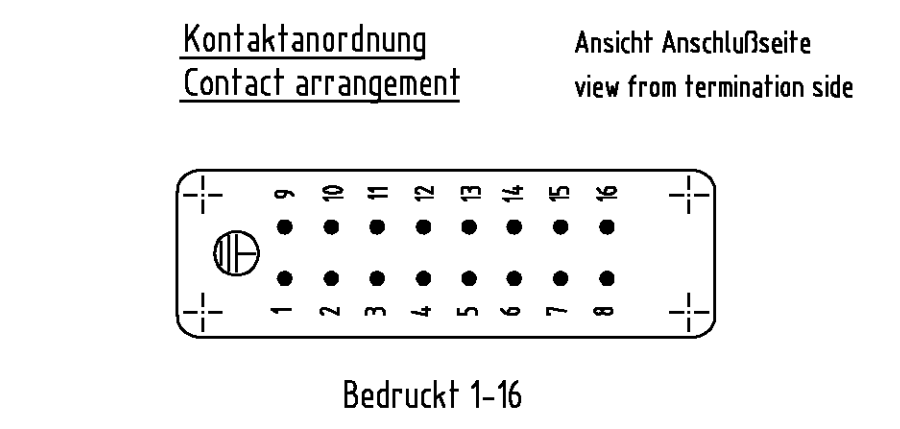 Kontaktanordnung
Contact arrangement
Ansicht Anschlußseite
view from termination side
9 10 11 12 13 14 15 16
1 2 3 4 5 6 7 8
Bedruckt 1-16